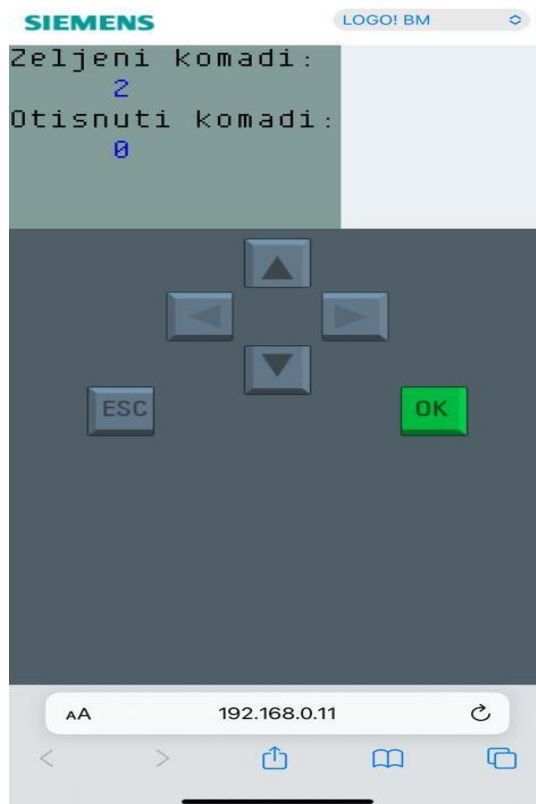 SIEMENS
LOGO! BM
Zeljeni komadi:
2
Otisnuti komadi:
0
ESC
OK
AA
192.168.0.11